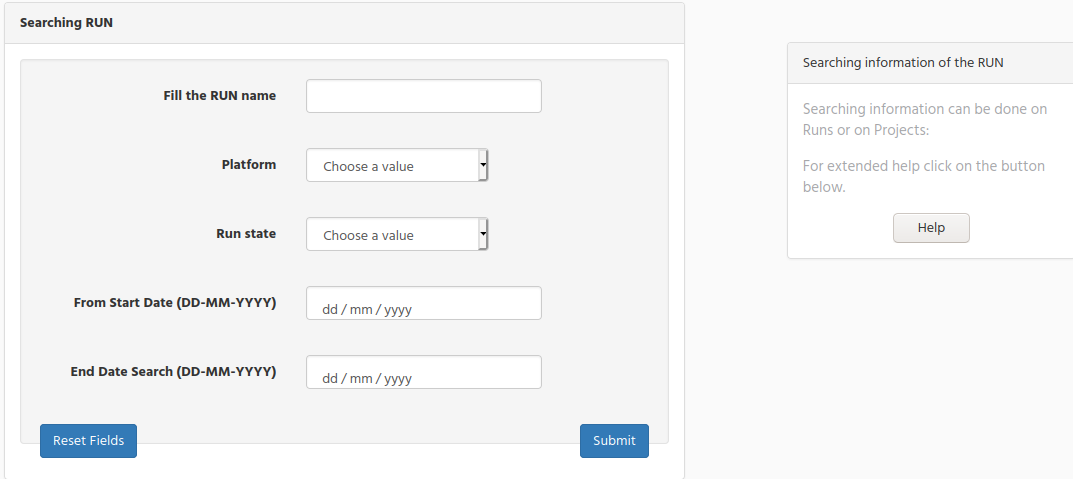 Searching RUN
Fill the RUN name
Platform
Choose a value
Run state
Choose a value
From Start Date (DD-MM-YYYY)
dd / mm / yyyy
End Date Search (DD-MM-YYYY)
dd / mm / yyyy
Reset Fields
Submit
Searching information of the RUN
Searching information can be done on
Runs or on Projects:
For extended help click on the button
below.
Help